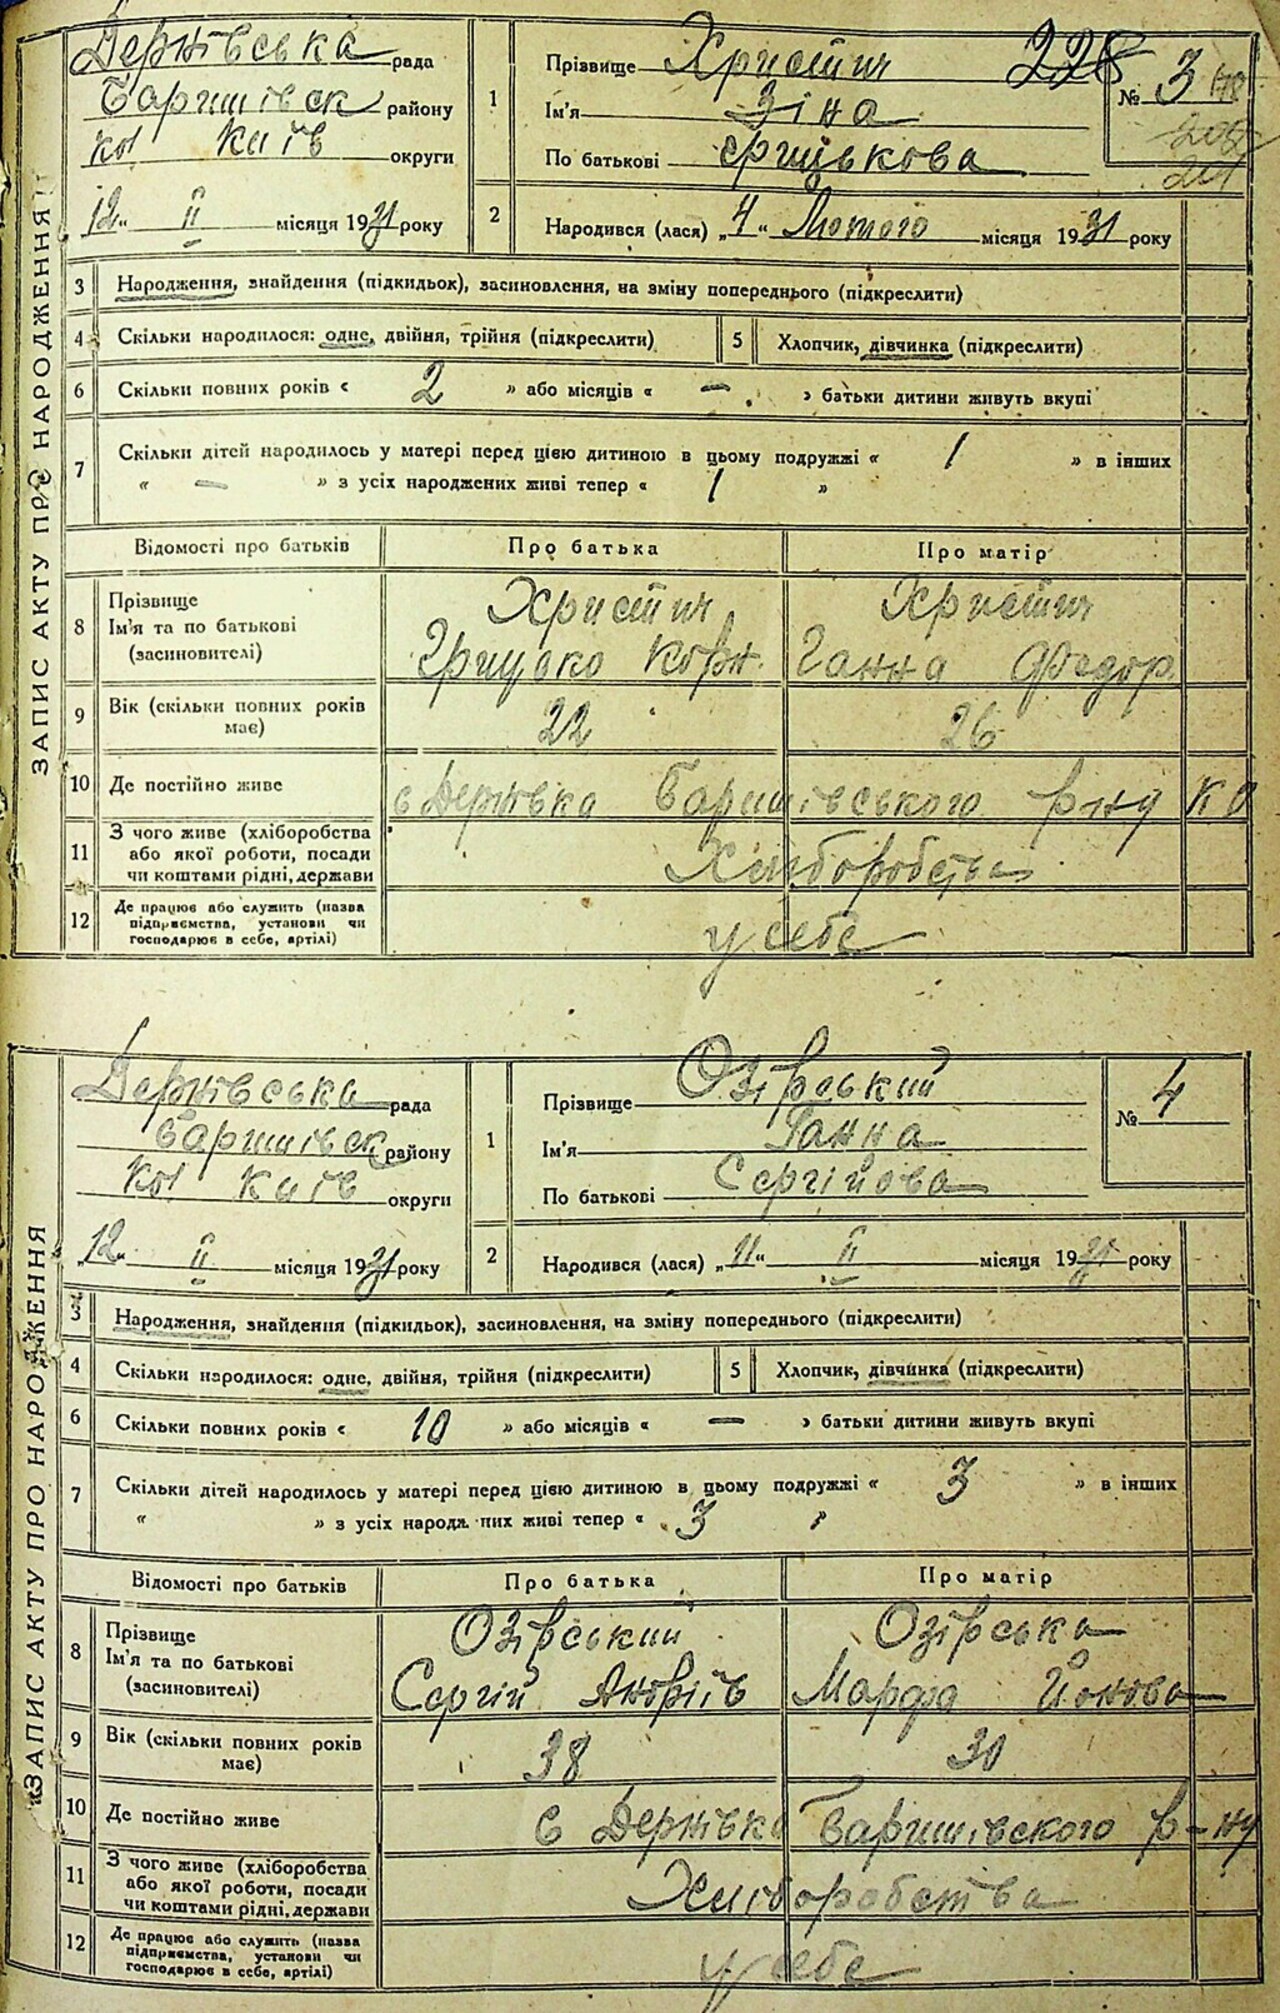 ЗАПИС АКТУ ПРО НАРОДЖЕННЯ
Дернівська рада
Баришівськ району
кол Київ округи
„12“ II місяця 1931 року
1 Прізвище Христич
Ім'я Зіна
По батькові Єрицькова
228
№ 3
2 Народився (лася) „4“ Лютого місяця 1931 року
3 Народження, знайдення (підкидьок), засиновлення, на зміну попереднього (підкреслити)
4 Скільки народилося: одне, двійня, трійня (підкреслити) 5 Хлопчик, дівчинка (підкреслити)
6 Скільки повних років « 2 » або місяців « — » батьки дитини живуть вкупі
7 Скільки дітей народилось у матері перед цією дитиною в цьому подружжі « 1 » в інших
« — » з усіх народжених живі тепер « 1 »
Відомості про батьків Про батька Про матір
8 Прізвище Христич Христич
Ім'я та по батькові Грицько Корн. Ганна Федор.
(засиновителі)
9 Вік (скільки повних років має) 22 26
10 Де постійно живе с Дернівка Баришівського р-ну К О
11 З чого живе (хліборобства
або якої роботи, посади Хліборобства
чи коштами рідні, держави
12 Де працює або служить (назва
підприємства, установи чи у себе
господарює в себе, артілі)
ЗАПИС АКТУ ПРО НАРОДЖЕННЯ
Дернівська рада
Баришівськ району
кол Київ округи
„12“ II місяця 1931 року
1 Прізвище Озірський
Ім'я Ганна
По батькові Сергійова
№ 4
2 Народився (лася) „11“ II місяця 1931 року
3 Народження, знайдення (підкидьок), засиновлення, на зміну попереднього (підкреслити)
4 Скільки народилося: одне, двійня, трійня (підкреслити) 5 Хлопчик, дівчинка (підкреслити)
6 Скільки повних років « 10 » або місяців « — » батьки дитини живуть вкупі
7 Скільки дітей народилось у матері перед цією дитиною в цьому подружжі « 3 » в інших
« » з усіх народжених живі тепер « 3 »
Відомості про батьків Про батька Про матір
8 Прізвище Озірський Озірська
Ім'я та по батькові Сергій Андріїв Марфа Йонова
(засиновителі)
9 Вік (скільки повних років має) 38 30
10 Де постійно живе с Дернівка Баришівского р-ну
11 З чого живе (хліборобства
або якої роботи, посади Хліборобства
чи коштами рідні, держави
12 Де працює або служить (назва
підприємства, установи чи у себе
господарює в себе, артілі)